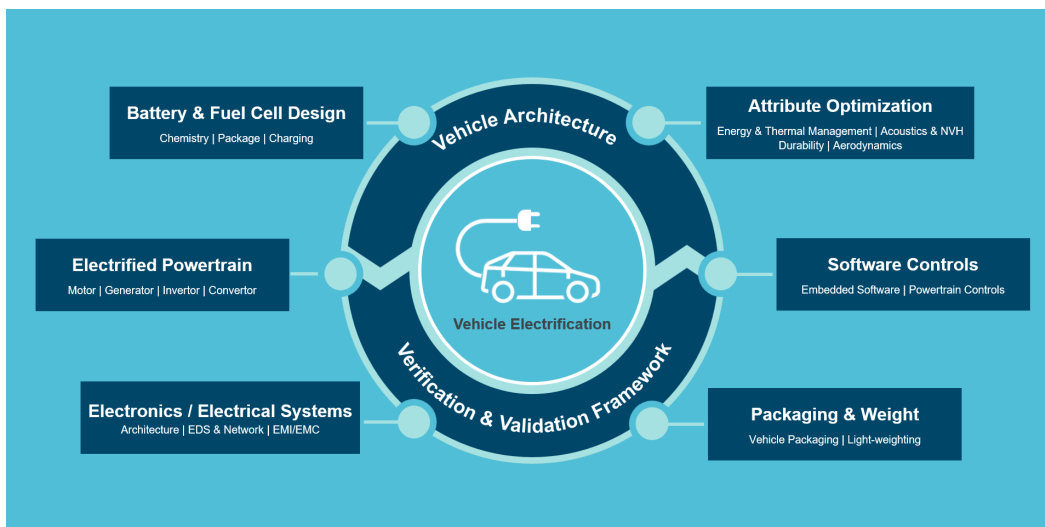 Battery & Fuel Cell Design
Chemistry | Package | Charging
Vehicle Architecture
Attribute Optimization
Energy & Thermal Management | Acoustics & NVH
Durability | Aerodynamics
Electrified Powertrain
Motor | Generator | Invertor | Convertor
Vehicle Electrification
Software Controls
Embedded Software | Powertrain Controls
Electronics / Electrical Systems
Architecture | EDS & Network | EMI/EMC
Verification & Validation Framework
Packaging & Weight
Vehicle Packaging | Light-weighting